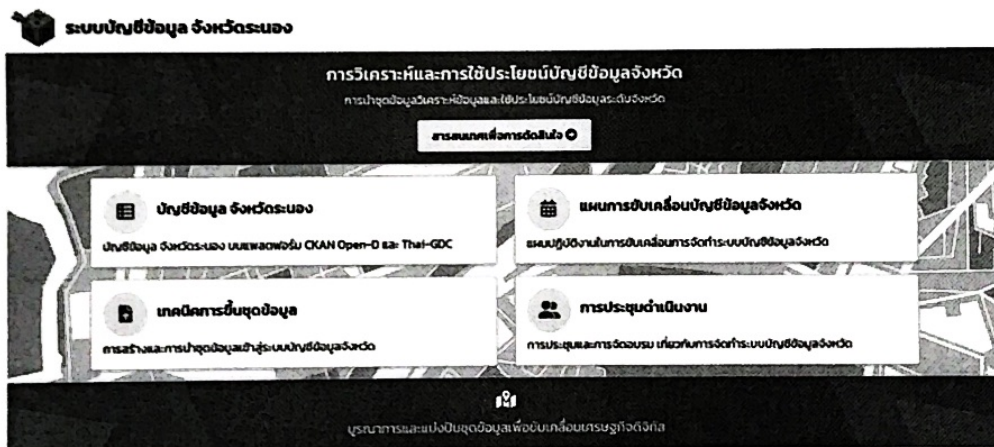 ระบบบัญชีข้อมูล จังหวัดระนอง
การวิเคราะห์และการใช้ประโยชน์บัญชีข้อมูลจังหวัด
การนำชุดข้อมูลวิเคราะห์ข้อมูลและใช้ประโยชน์บัญชีข้อมูลระดับจังหวัด
สารสนเทศเพื่อการตัดสินใจ
บัญชีข้อมูล จังหวัดระนอง
บัญชีข้อมูล จังหวัดระนอง บนแพลตฟอร์ม CKAN Open-D และ Thai-GDC
แผนการขับเคลื่อนบัญชีข้อมูลจังหวัด
แผนปฏิบัติงานในการขับเคลื่อนการจัดทำระบบบัญชีข้อมูลจังหวัด
เทคนิคการขึ้นชุดข้อมูล
การสร้างและการนำชุดข้อมูลเข้าสู่ระบบบัญชีข้อมูลจังหวัด
การประชุมดำเนินงาน
การประชุมและการจัดอบรม เกี่ยวกับการจัดทำระบบบัญชีข้อมูลจังหวัด
บูรณาการและแบ่งปันชุดข้อมูลเพื่อขับเคลื่อนเศรษฐกิจดิจิทัล